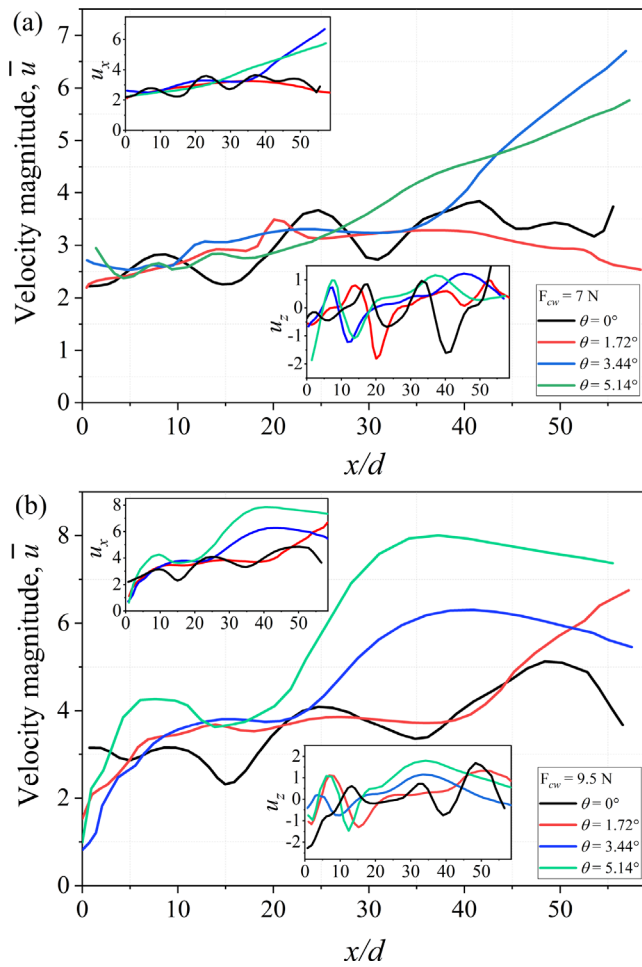 (a)
7
6
5
4
3
2
1
0
Velocity magnitude, u̅
6
4
2
0
u_x
0 10 20 30 40 50
1
0
-1
-2
u_z
0 10 20 30 40 50
F_cw = 7 N
θ = 0°
θ = 1.72°
θ = 3.44°
θ = 5.14°
0 10 20 30 40 50
x/d
(b)
8
6
4
2
0
Velocity magnitude, u̅
8
6
4
2
0
u_x
0 10 20 30 40 50
2
1
0
-1
-2
u_z
0 10 20 30 40 50
F_cw = 9.5 N
θ = 0°
θ = 1.72°
θ = 3.44°
θ = 5.14°
0 10 20 30 40 50
x/d